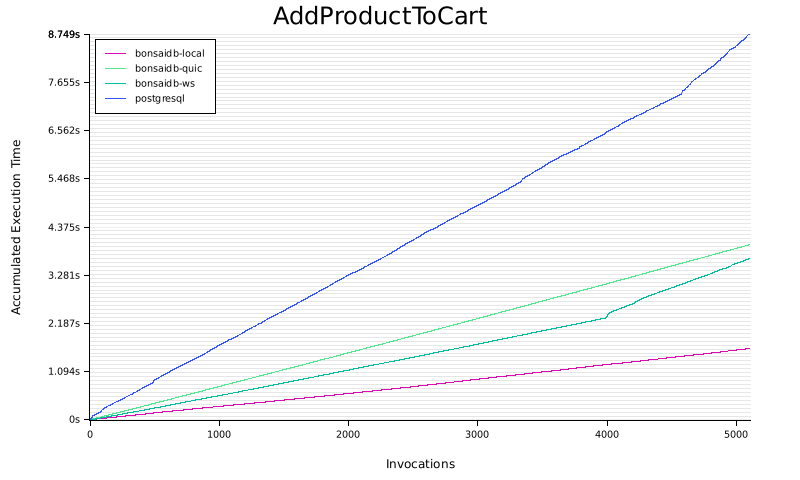 AddProductToCart
8.749s
7.655s
6.562s
5.468s
4.375s
3.281s
2.187s
1.094s
0s
Accumulated Execution Time
bonsaidb-local
bonsaidb-quic
bonsaidb-ws
postgresql
0 1000 2000 3000 4000 5000
Invocations